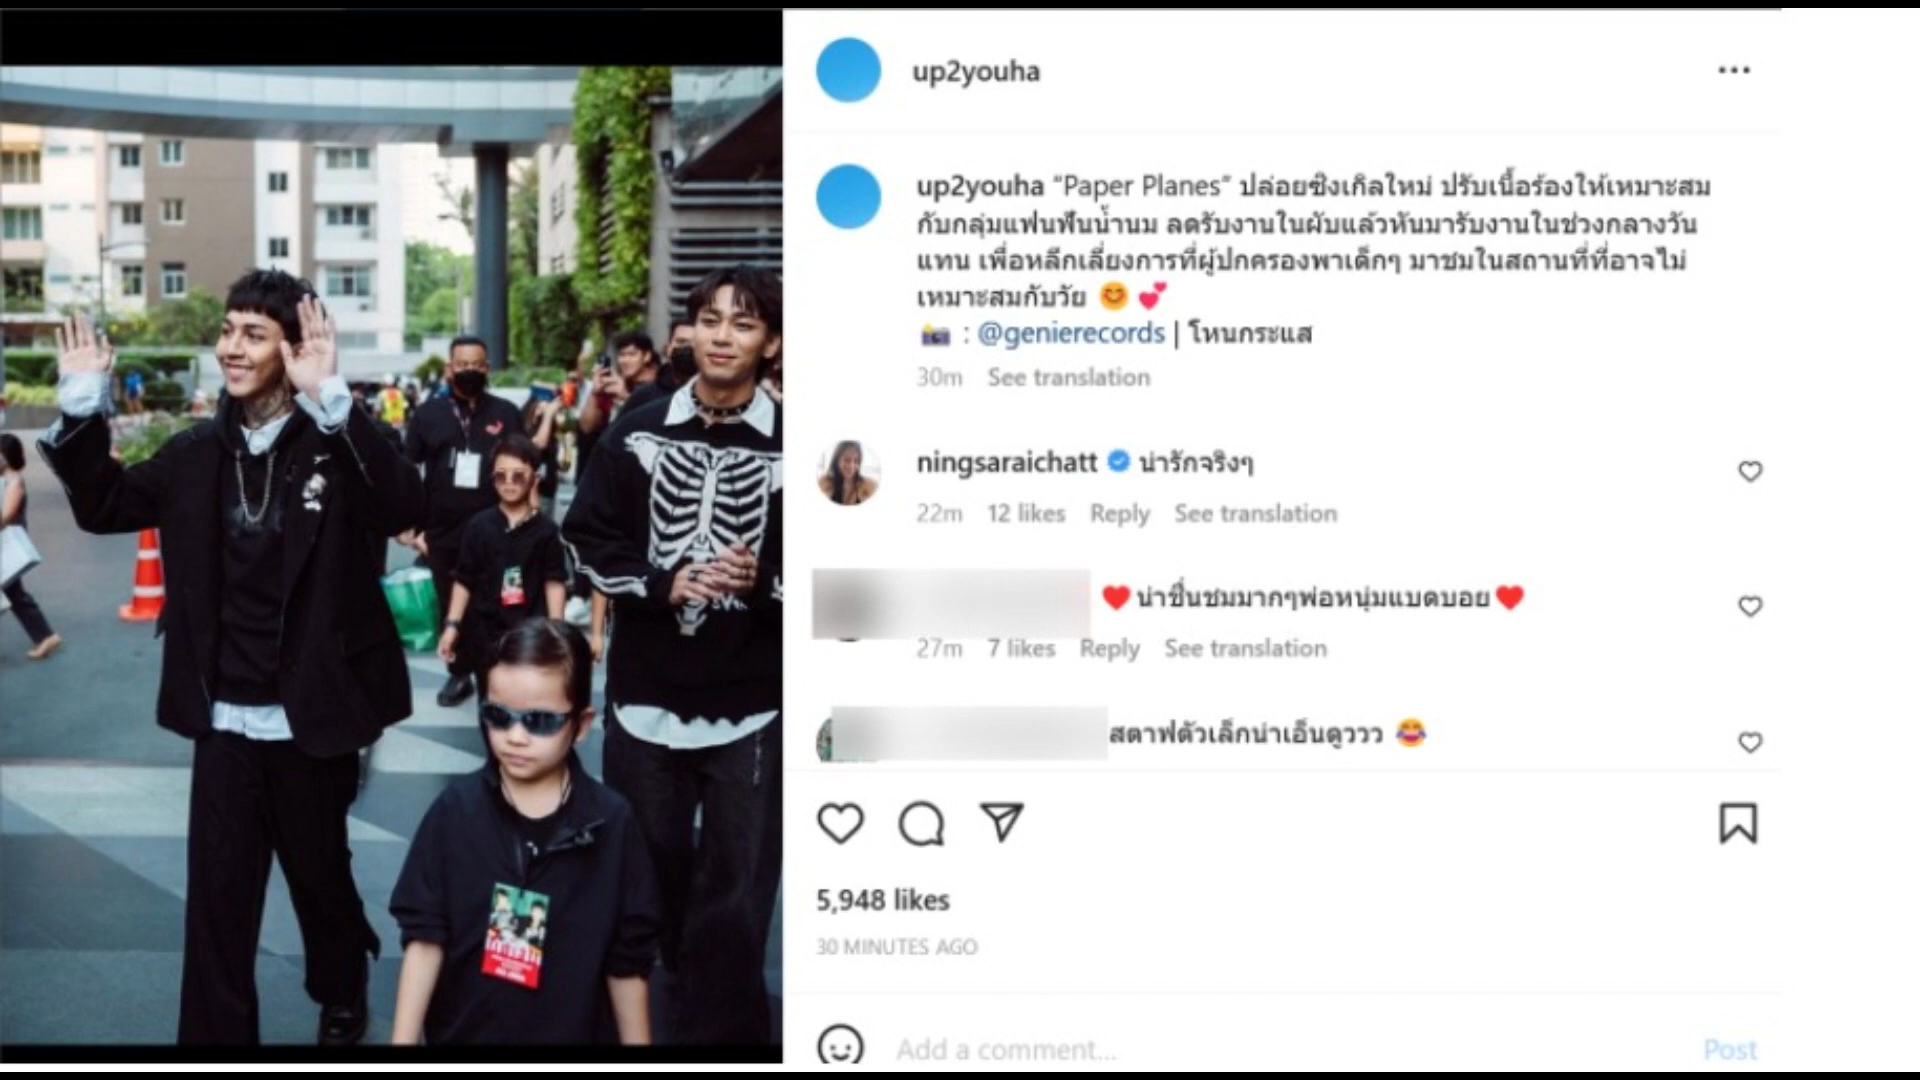 up2youha
up2youha “Paper Planes” ปล่อยซิงเกิลใหม่ ปรับเนื้อร้องให้เหมาะสม
กับกลุ่มแฟนฟันน้ำนม ลดรับงานในผับแล้วหันมารับงานในช่วงกลางวัน
แทน เพื่อหลีกเลี่ยงการที่ผู้ปกครองพาเด็กๆ มาชมในสถานที่ที่อาจไม่
เหมาะสมกับวัย 😊 💕
📸 : @genierecords | โหนกระแส
30m See translation
ningsaraichatt น่ารักจริงๆ
22m 12 likes Reply See translation
❤️น่าชื่นชมมากๆพ่อหนุ่มแบดบอย❤️
27m 7 likes Reply See translation
สตาฟตัวเล็กน่าเอ็นดูววว 😂
5,948 likes
30 MINUTES AGO
Add a comment...
Post